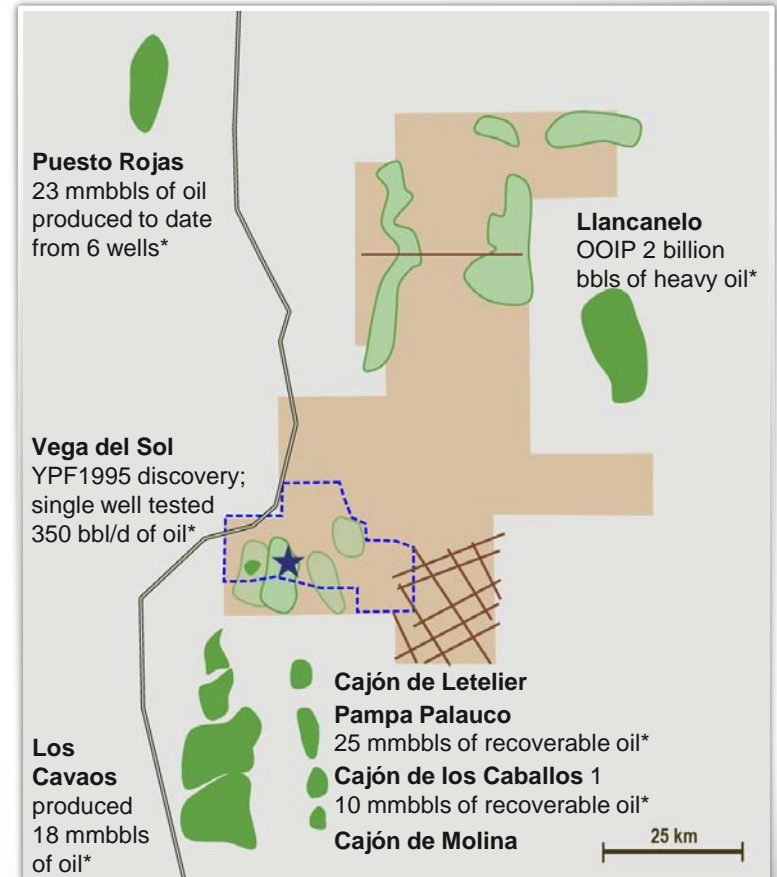 Puesto Rojas
23 mmbbls of oil
produced to date
from 6 wells*
Llancanelo
OOIP 2 billion
bbls of heavy oil*
Vega del Sol
YPF1995 discovery;
single well tested
350 bbl/d of oil*
Cajón de Letelier
Pampa Palauco
25 mmbbls of recoverable oil*
Cajón de los Caballos 1
10 mmbbls of recoverable oil*
Cajón de Molina
Los
Cavaos
produced
18 mmbbls
of oil*
25 km